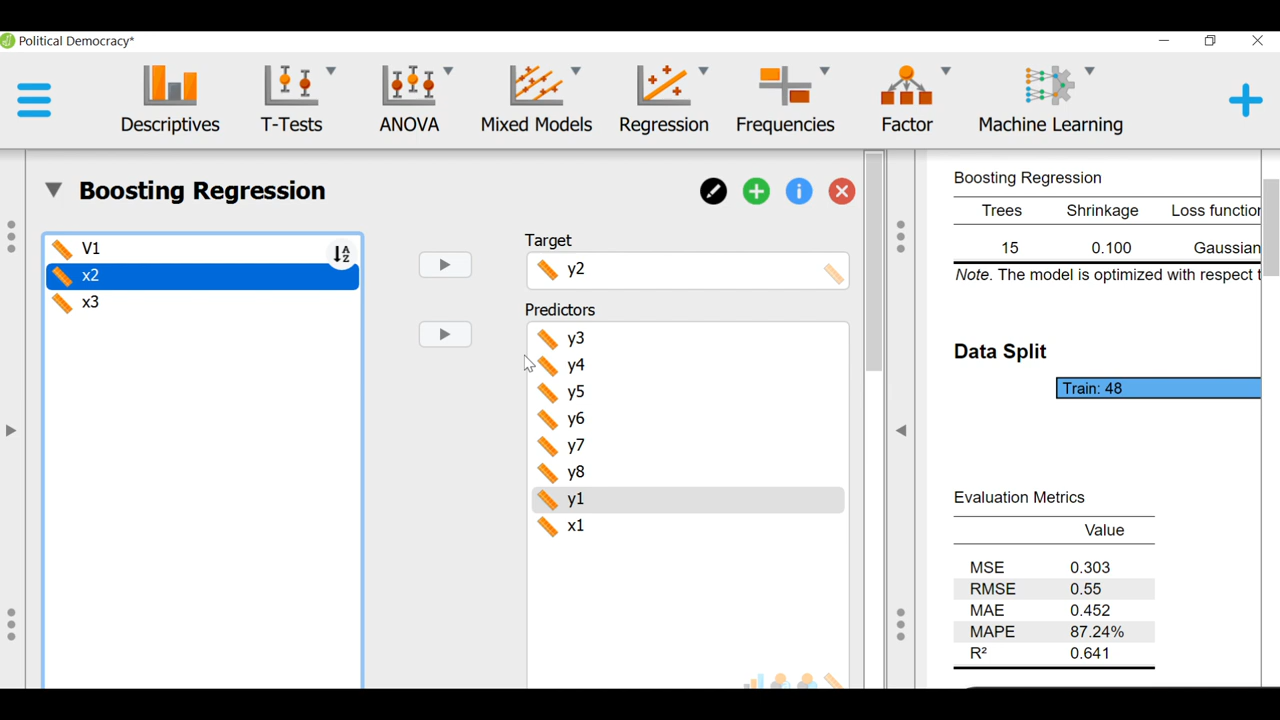 Political Democracy*
Descriptives
T-Tests
ANOVA
Mixed Models
Regression
Frequencies
Factor
Machine Learning
Boosting Regression
V1
x2
x3
Target
y2
Predictors
y3
y4
y5
y6
y7
y8
y1
x1
Boosting Regression
Trees Shrinkage Loss function
15 0.100 Gaussian
Note. The model is optimized with respect t
Data Split
Train: 48
Evaluation Metrics
Value
MSE 0.303
RMSE 0.55
MAE 0.452
MAPE 87.24%
R² 0.641